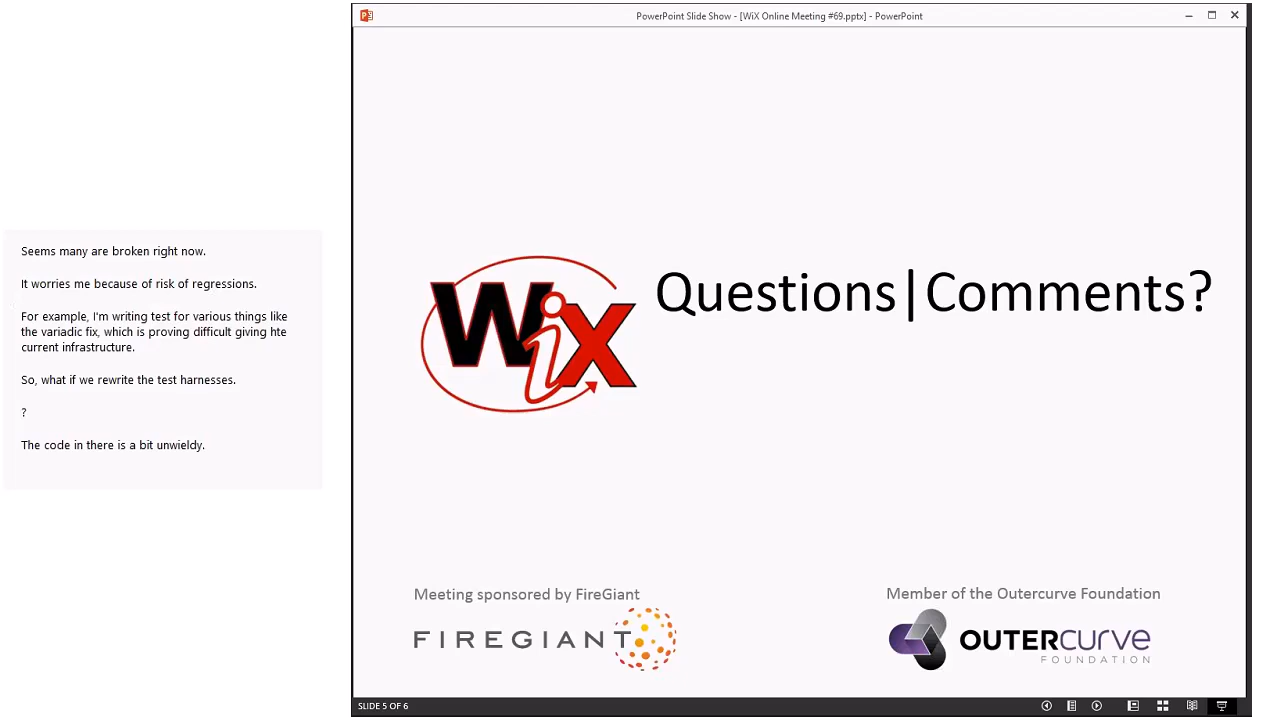 PowerPoint Slide Show - [WiX Online Meeting #69.pptx] - PowerPoint
Seems many are broken right now.
It worries me because of risk of regressions.
For example, I'm writing test for various things like
the variadic fix, which is proving difficult giving hte
current infrastructure.
So, what if we rewrite the test harnesses.
?
The code in there is a bit unwieldy.
WiX
Questions|Comments?
Meeting sponsored by FireGiant
FIREGIANT
Member of the Outercurve Foundation
OUTERCURVE
FOUNDATION
SLIDE 5 OF 6